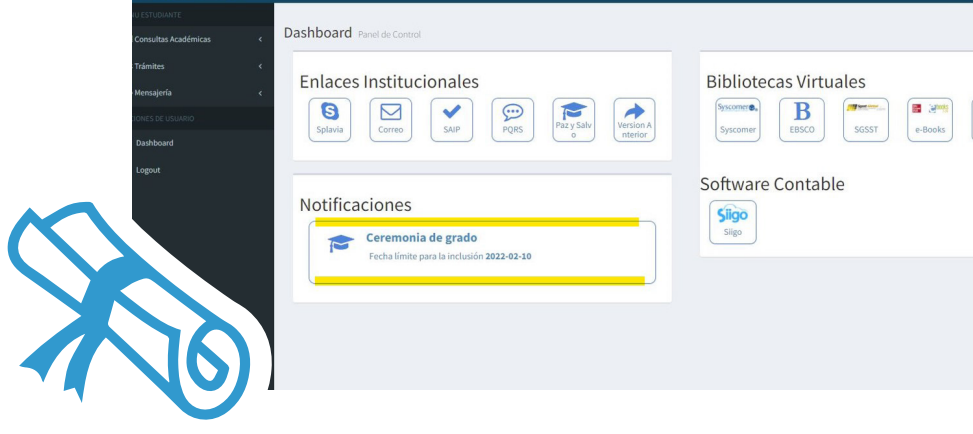 NU ESTUDIANTE
Consultas Académicas
Trámites
Mensajería
IONES DE USUARIO
Dashboard
Logout
Dashboard Panel de Control
Enlaces Institucionales
Splavia
Correo
SAIP
PQRS
Paz y Salv
o
Version A
nterior
Notificaciones
Ceremonia de grado
Fecha límite para la inclusión 2022-02-10
Bibliotecas Virtuales
Syscomer
Syscomer
B
EBSCO
SGSST
e-Books
Software Contable
Siigo
Siigo